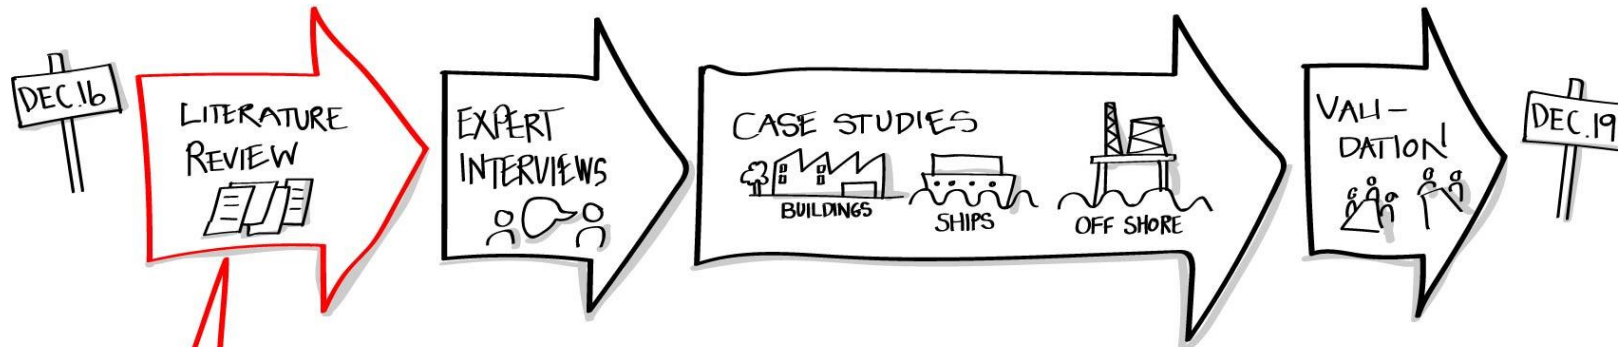 DEC.16
LITERATURE
REVIEW
EXPERT
INTERVIEWS
CASE STUDIES
BUILDINGS
SHIPS
OFF SHORE
VALI-
DATION
DEC.19